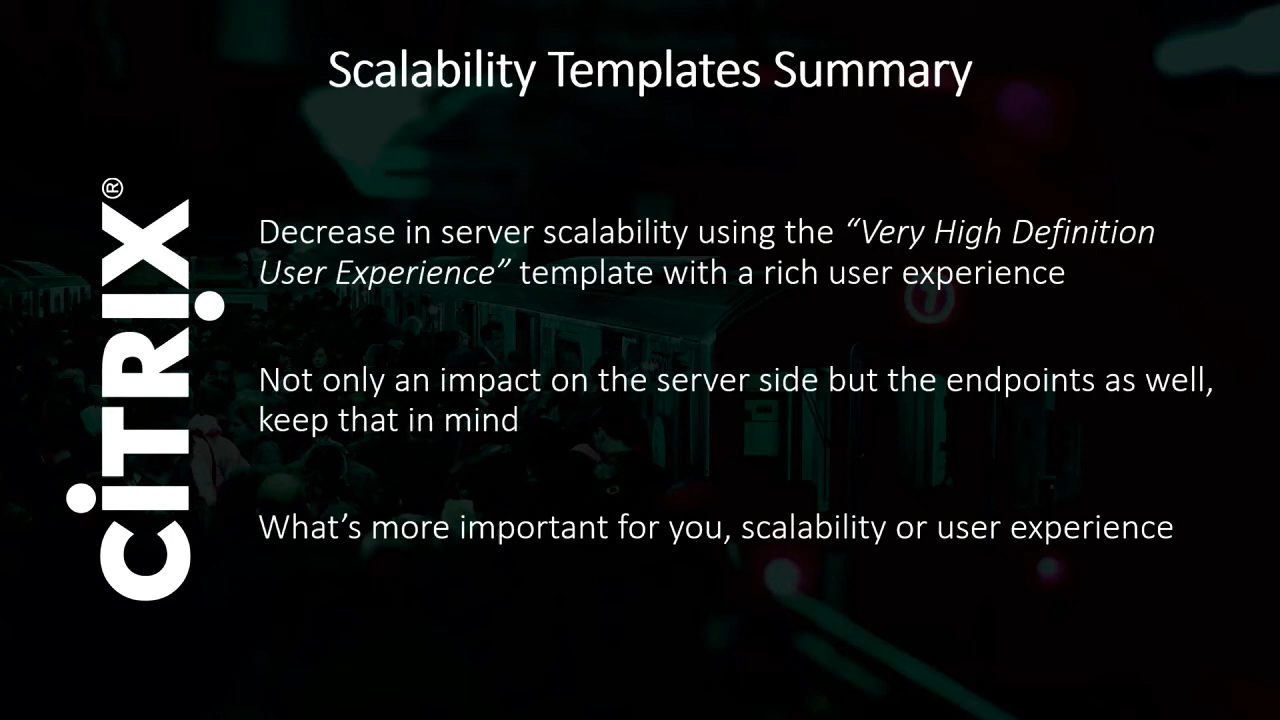 Scalability Templates Summary
CiTRiX®
Decrease in server scalability using the “Very High Definition
User Experience” template with a rich user experience
Not only an impact on the server side but the endpoints as well,
keep that in mind
What’s more important for you, scalability or user experience